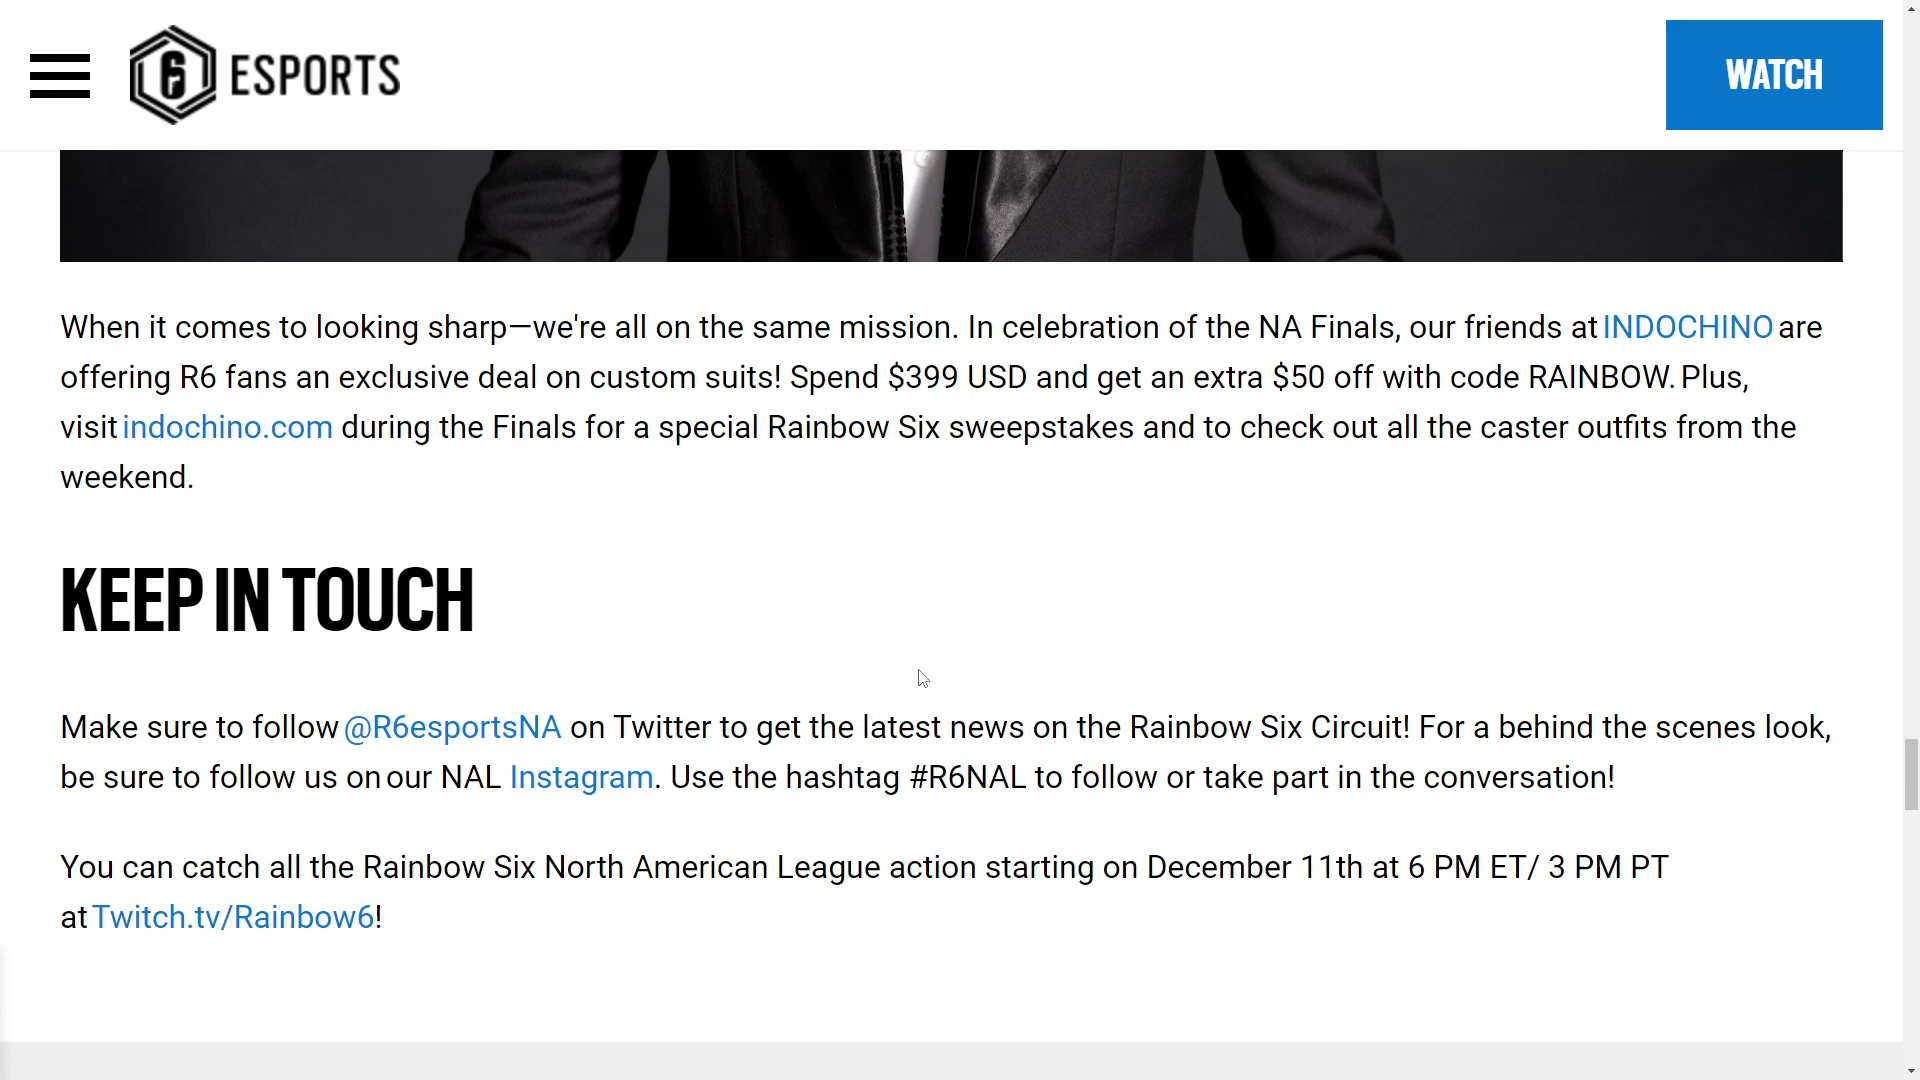 ESPORTS
WATCH
When it comes to looking sharp—we're all on the same mission. In celebration of the NA Finals, our friends at INDOCHINO are
offering R6 fans an exclusive deal on custom suits! Spend $399 USD and get an extra $50 off with code RAINBOW. Plus,
visit indochino.com during the Finals for a special Rainbow Six sweepstakes and to check out all the caster outfits from the
weekend.
KEEP IN TOUCH
Make sure to follow @R6esportsNA on Twitter to get the latest news on the Rainbow Six Circuit! For a behind the scenes look,
be sure to follow us on our NAL Instagram. Use the hashtag #R6NAL to follow or take part in the conversation!
You can catch all the Rainbow Six North American League action starting on December 11th at 6 PM ET/ 3 PM PT
at Twitch.tv/Rainbow6!